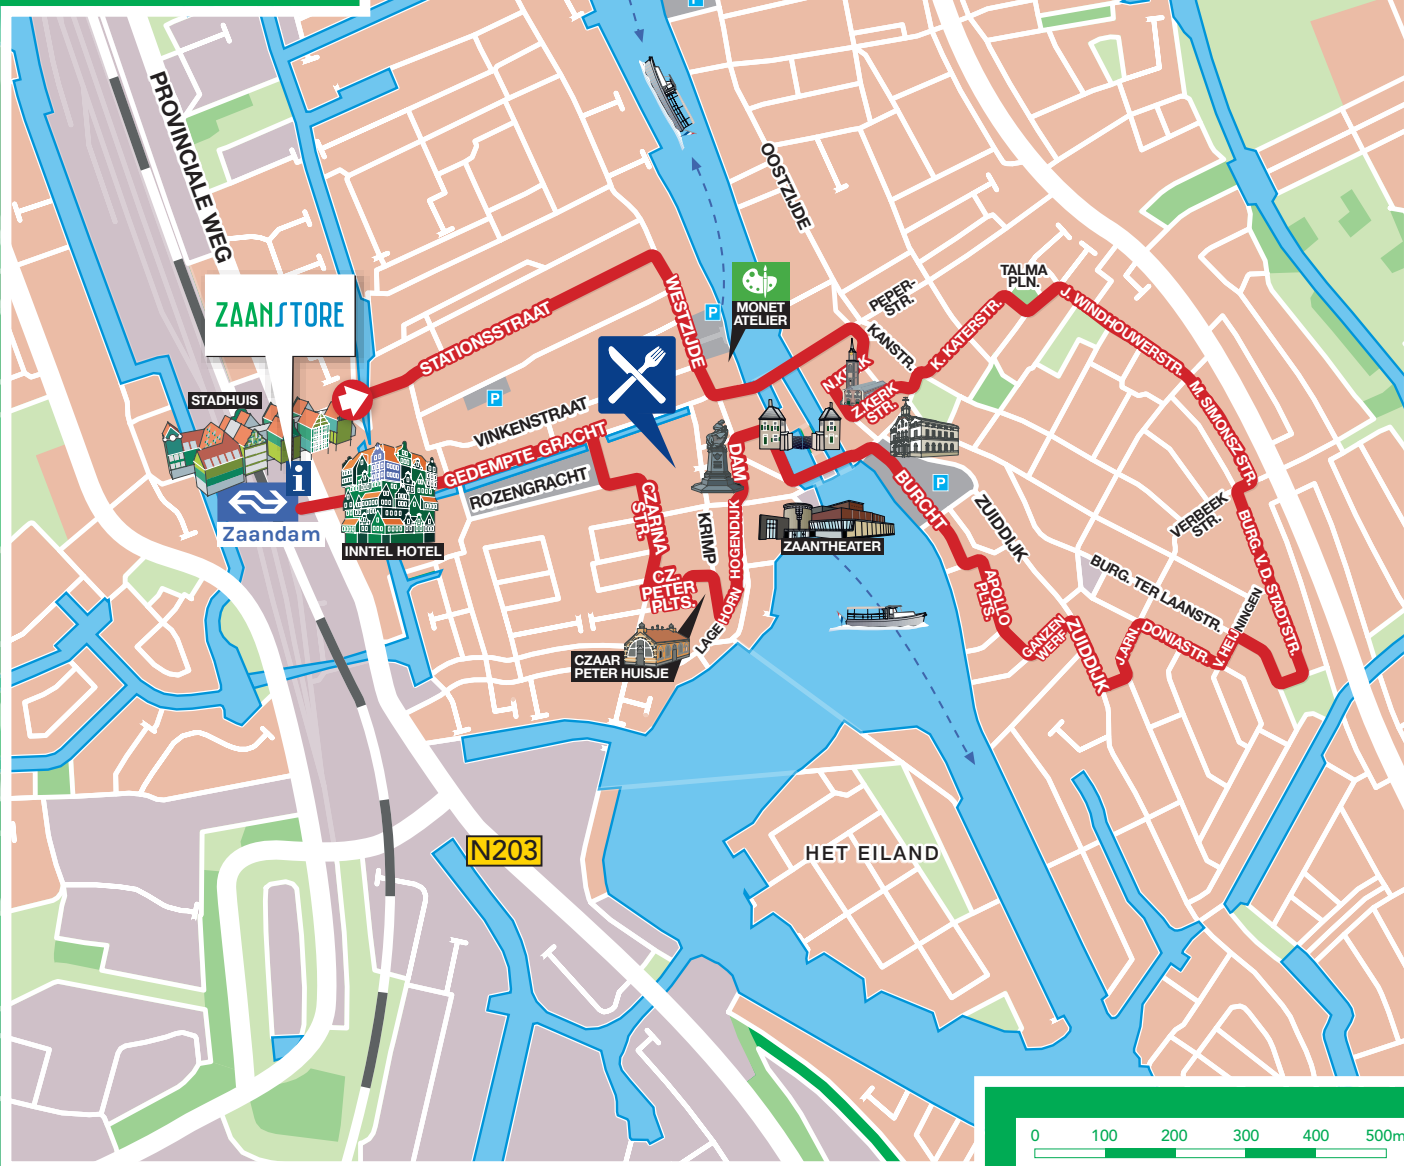 P
PROVINCIALE WEG
OOSTZIJDE
ZAANSTORE
STATIONSSTRAAT
WESTZIJDE
P
MONET
ATELIER
PEPER-
STR.
KANSTR.
TALMA
PLN.
K. KATERSTR.
J. WINDHOUWERSTR.
M. SIMONSZ STR.
STADHUIS
P
VINKENSTRAAT
GEDEMPTE GRACHT
ROZENGRACHT
Z.KERK
STR.
i
Zaandam
INNTEL HOTEL
CZARINA
STR.
CZ.
PETER
PLTS.
KRIMP
DAM
HOGENDIJK
LAGE HORN
CZAAR
PETER HUISJE
ZAANTHEATER
BURCHT
P
ZUIDDIJK
APOLLO
PLTS.
GANZEN
WERF
ZUIDDIJK
J.ARN.
DONIASTR.
V. HEIJNINGEN
BURG. TER LAANSTR.
VERBEEK
STR.
BURG. V. D. STADTSTR.
HET EILAND
N203
0 100 200 300 400 500m